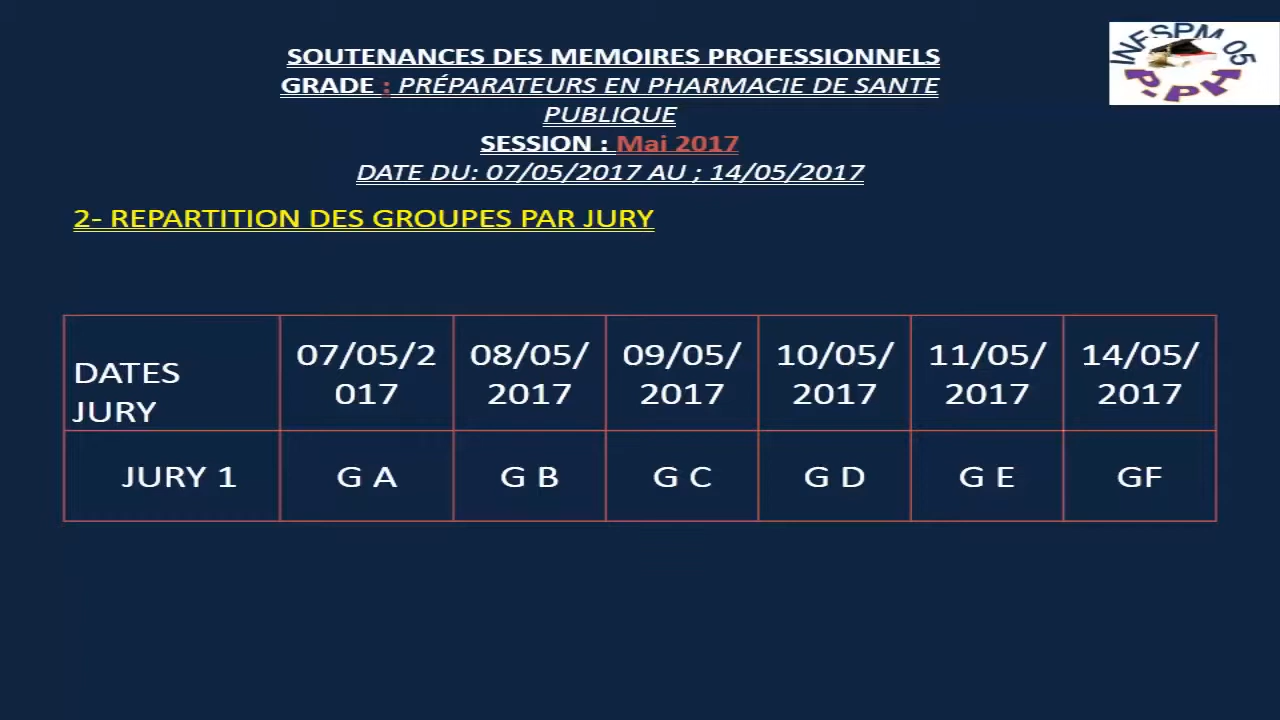 SOUTENANCES DES MEMOIRES PROFESSIONNELS
GRADE : PRÉPARATEURS EN PHARMACIE DE SANTE
PUBLIQUE
SESSION : Mai 2017
DATE DU: 07/05/2017 AU ; 14/05/2017
INFSPM 05
P.P.H
2- REPARTITION DES GROUPES PAR JURY
DATES
JURY
07/05/2
017
08/05/
2017
09/05/
2017
10/05/
2017
11/05/
2017
14/05/
2017
JURY 1
G A
G B
G C
G D
G E
GF